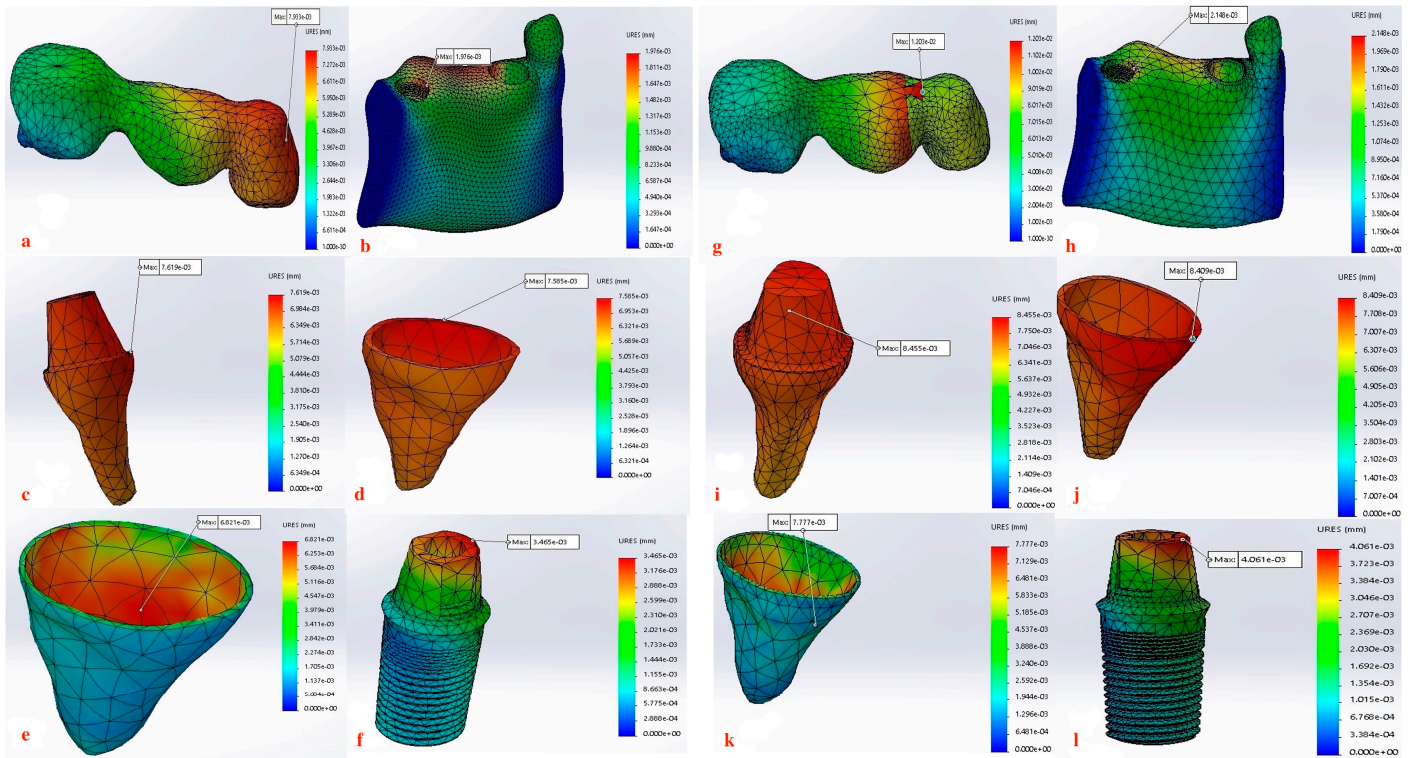 Max: 7.933e-03
URES (mm)
7.933e-03
7.272e-03
6.611e-03
5.950e-03
5.289e-03
4.628e-03
3.967e-03
3.306e-03
2.644e-03
1.983e-03
1.322e-03
6.611e-04
1.000e-30
a
Max: 1.976e-03
URES (mm)
1.976e-03
1.811e-03
1.647e-03
1.482e-03
1.317e-03
1.153e-03
9.880e-04
8.233e-04
6.587e-04
4.940e-04
3.293e-04
1.647e-04
0.000e+00
b
Max: 1.203e-02
URES (mm)
1.203e-02
1.203e-02
1.020e-02
9.019e-03
9.017e-03
7.015e-03
6.013e-03
5.010e-03
4.008e-03
3.008e-03
2.006e-03
1.002e-02
1.000e-30
g
Max: 2.148e-03
URES (mm)
2.148e-03
1.969e-03
1.790e-03
1.611e-03
1.432e-03
1.253e-03
1.074e-03
8.950e-04
7.160e-04
5.370e-04
3.580e-04
1.790e-04
0.000e+00
h
Max: 7.619e-03
URES (mm)
7.619e-03
6.984e-03
6.349e-03
5.714e-03
5.079e-03
4.444e-03
3.810e-03
3.175e-03
2.540e-03
1.905e-03
1.270e-03
6.349e-04
0.000e+00
c
Max: 7.585e-03
URES (mm)
7.585e-03
6.953e-03
6.321e-03
5.689e-03
5.057e-03
4.425e-03
3.793e-03
3.160e-03
2.528e-03
1.896e-03
1.264e-03
6.321e-04
0.000e+00
d
Max: 8.455e-03
URES (mm)
8.455e-03
7.750e-03
7.046e-03
6.341e-03
5.637e-03
4.932e-03
4.227e-03
3.523e-03
2.818e-03
2.114e-03
1.409e-03
7.046e-04
0.000e+00
i
Max: 8.409e-03
URES (mm)
8.409e-03
7.708e-03
7.007e-03
6.307e-03
5.606e-03
4.905e-03
4.205e-03
3.504e-03
2.803e-03
2.102e-03
1.401e-03
7.007e-04
0.000e+00
j
Max: 6.821e-03
URES (mm)
6.821e-03
6.253e-03
5.684e-03
5.116e-03
4.547e-03
3.979e-03
3.411e-03
2.842e-03
2.274e-03
1.705e-03
1.137e-03
5.684e-04
0.000e+00
e
Max: 3.465e-03
URES (mm)
3.465e-03
3.176e-03
2.888e-03
2.599e-03
2.310e-03
2.021e-03
1.733e-03
1.444e-03
1.155e-03
8.663e-04
5.775e-04
2.888e-04
0.000e+00
f
Max: 7.777e-03
URES (mm)
7.777e-03
7.129e-03
6.481e-03
5.833e-03
5.185e-03
4.537e-03
3.888e-03
3.240e-03
2.592e-03
1.944e-03
1.296e-03
6.481e-04
0.000e+00
k
Max: 4.061e-03
URES (mm)
4.061e-03
3.723e-03
3.384e-03
3.046e-03
2.707e-03
2.369e-03
2.030e-03
1.692e-03
1.354e-03
1.015e-03
6.768e-04
3.384e-04
0.000e+00
l